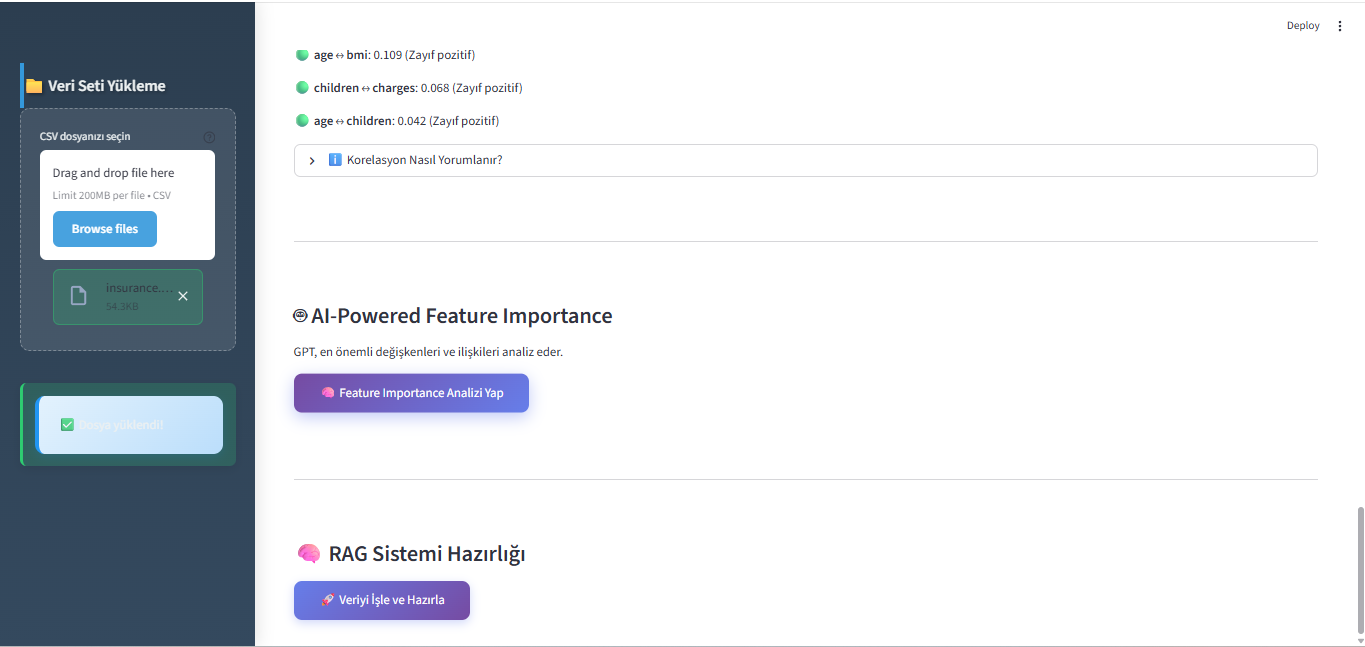 Deploy
📁 Veri Seti Yükleme
CSV dosyanızı seçin
Drag and drop file here
Limit 200MB per file • CSV
Browse files
insurance....
54.3KB
✅ Dosya yüklendi!
age ↔ bmi: 0.109 (Zayıf pozitif)
children ↔ charges: 0.068 (Zayıf pozitif)
age ↔ children: 0.042 (Zayıf pozitif)
ℹ️ Korelasyon Nasıl Yorumlanır?
AI-Powered Feature Importance
GPT, en önemli değişkenleri ve ilişkileri analiz eder.
🧠 Feature Importance Analizi Yap
🧠 RAG Sistemi Hazırlığı
🚀 Veriyi İşle ve Hazırla